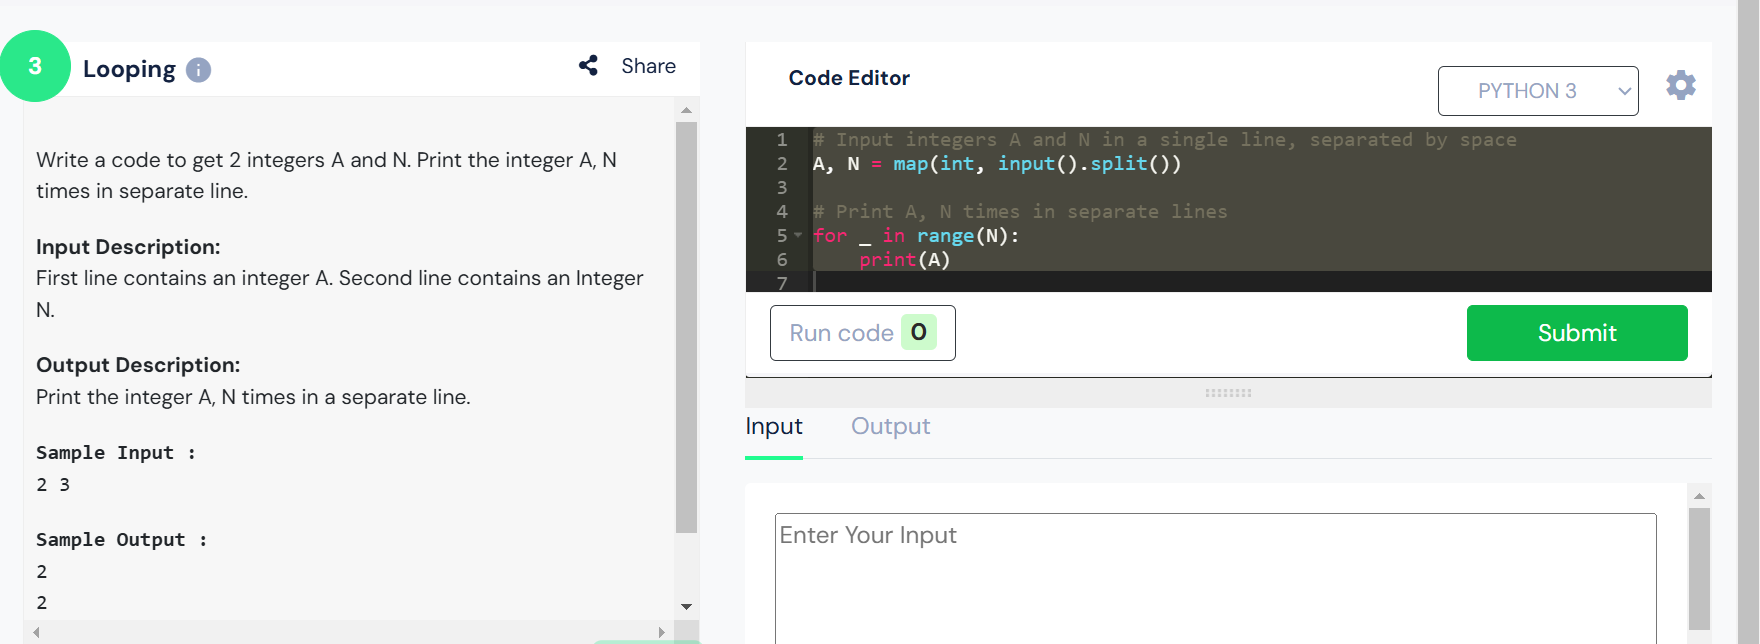 3
Looping i
Share
Write a code to get 2 integers A and N. Print the integer A, N
times in separate line.
Input Description:
First line contains an integer A. Second line contains an Integer
N.
Output Description:
Print the integer A, N times in a separate line.
Sample Input :
2 3
Sample Output :
2
2
Code Editor
PYTHON 3
1 # Input integers A and N in a single line, separated by space
2 A, N = map(int, input().split())
3
4 # Print A, N times in separate lines
5 for _ in range(N):
6     print(A)
7
Run code 0
Submit
Input Output
Enter Your Input